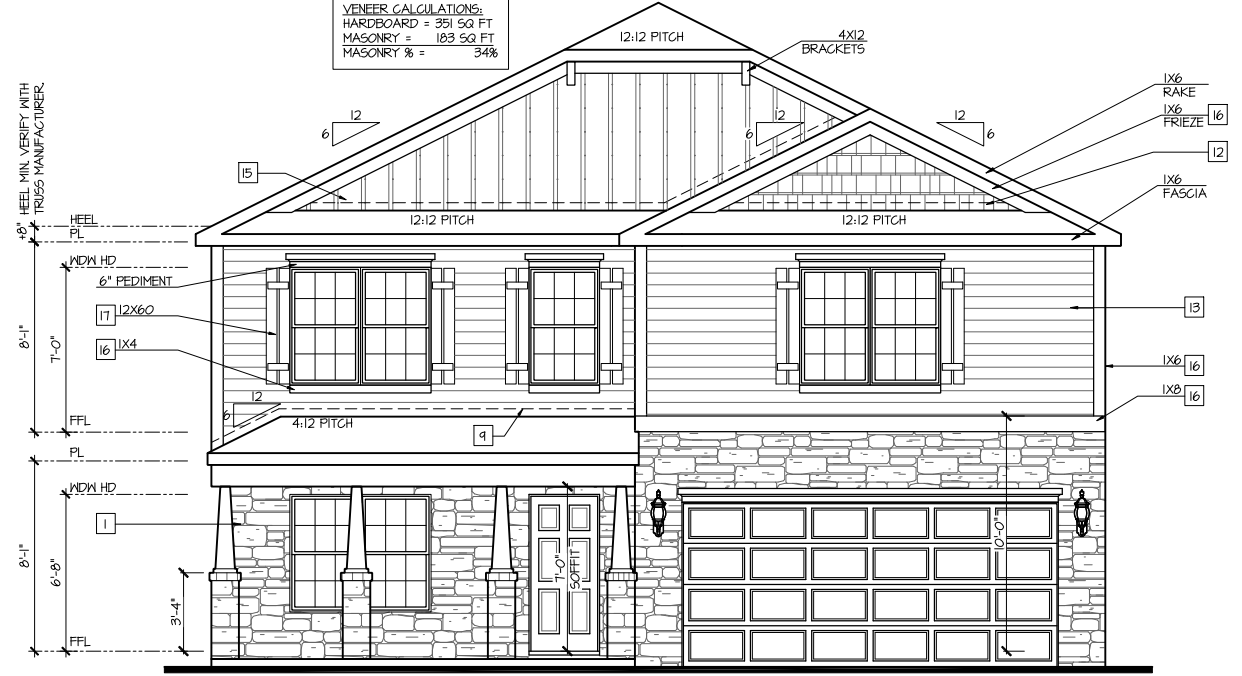 VENEER CALCULATIONS:
HARDBOARD = 351 SQ FT
MASONRY = 183 SQ FT
MASONRY % = 34%
12:12 PITCH
4X12
BRACKETS
1X6
RAKE
1X6
FRIEZE
16
12
1X6
FASCIA
12
6
12
6
12
6
15
+8" HEEL MIN. VERIFY WITH
TRUSS MANUFACTURER.
HEEL
PL
12:12 PITCH
12:12 PITCH
WDW HD
6" PEDIMENT
17
12X60
16
1X4
13
1X6
16
1X8
16
8'-1"
7'-0"
12
6
4:12 PITCH
9
FFL
PL
WDW HD
1
8'-1"
6'-8"
3'-4"
7'-0"
SOFFIT
10'-0"
FFL